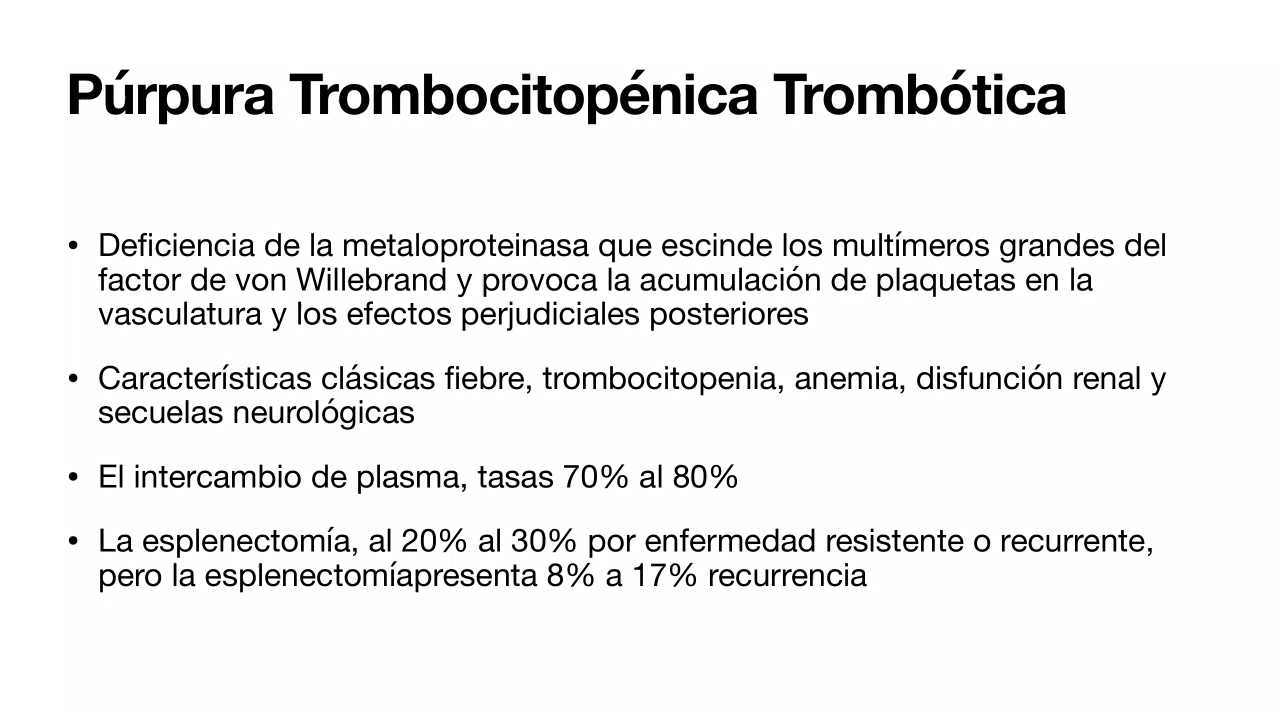 Púrpura Trombocitopénica Trombótica
• Deficiencia de la metaloproteinasa que escinde los multímeros grandes del
factor de von Willebrand y provoca la acumulación de plaquetas en la
vasculatura y los efectos perjudiciales posteriores
• Características clásicas fiebre, trombocitopenia, anemia, disfunción renal y
secuelas neurológicas
• El intercambio de plasma, tasas 70% al 80%
• La esplenectomía, al 20% al 30% por enfermedad resistente o recurrente,
pero la esplenectomíapresenta 8% a 17% recurrencia